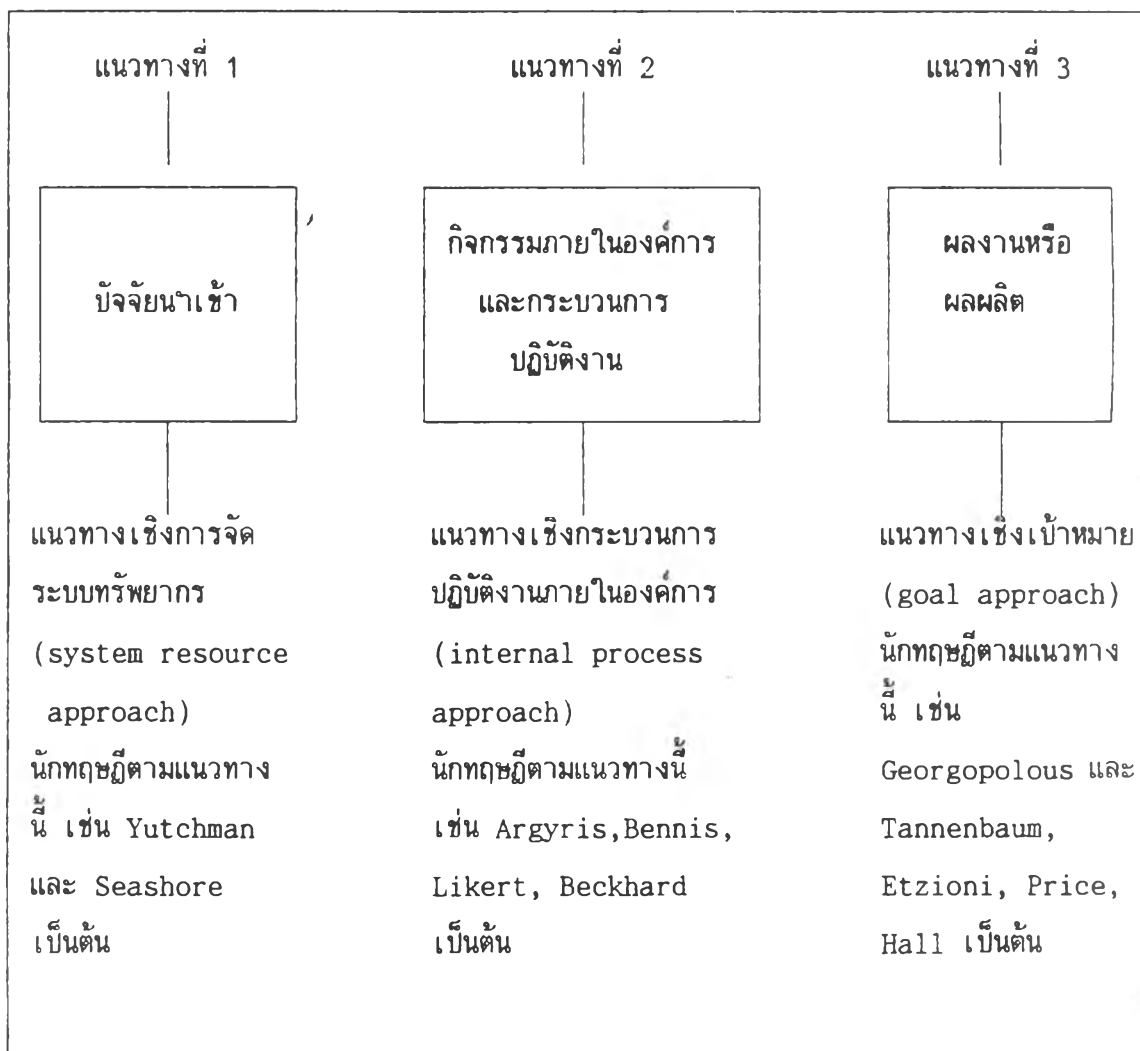 แนวทางที่ 1
ปัจจัยนำเข้า
แนวทางเชิงการจัด
ระบบทรัพยากร
(system resource
approach)
นักทฤษฎีตามแนวทาง
นี้ เช่น Yutchman
และ Seashore
เป็นต้น
แนวทางที่ 2
กิจกรรมภายในองค์การ
และกระบวนการ
ปฏิบัติงาน
แนวทางเชิงกระบวนการ
ปฏิบัติงานภายในองค์การ
(internal process
approach)
นักทฤษฎีตามแนวทางนี้
เช่น Argyris,Bennis,
Likert, Beckhard
เป็นต้น
แนวทางที่ 3
ผลงานหรือ
ผลผลิต
แนวทางเชิงเป้าหมาย
(goal approach)
นักทฤษฎีตามแนวทาง
นี้ เช่น
Georgopolous และ
Tannenbaum,
Etzioni, Price,
Hall เป็นต้น